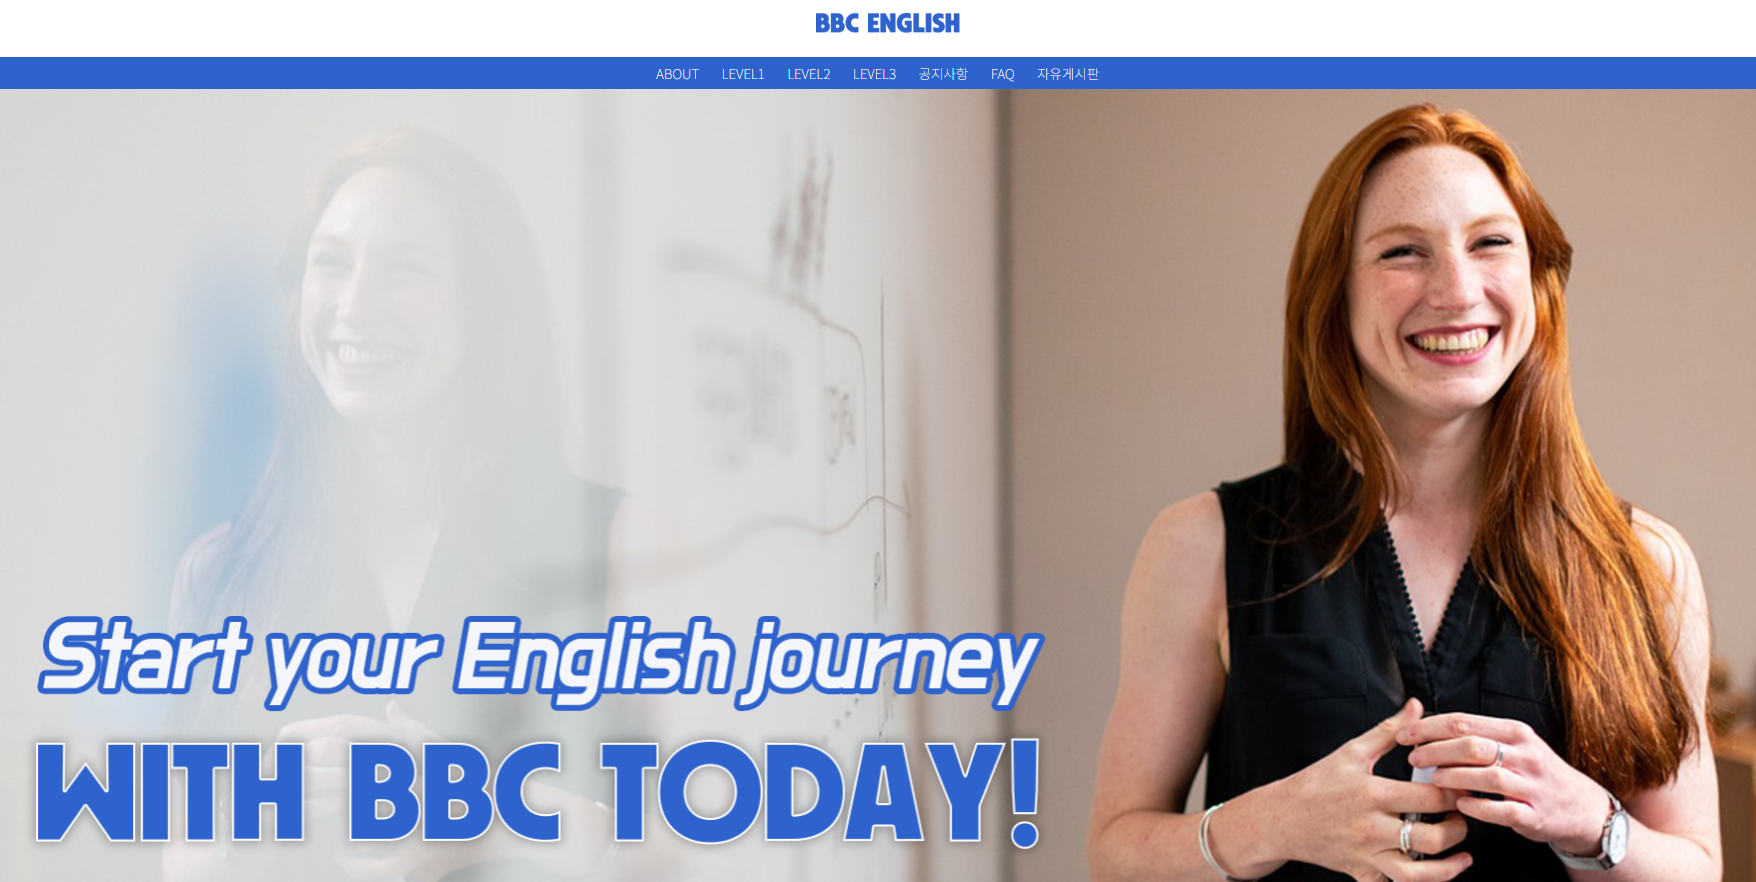 BBC ENGLISH
ABOUT LEVEL1 LEVEL2 LEVEL3 공지사항 FAQ 자유게시판
Start your English journey
WITH BBC TODAY!